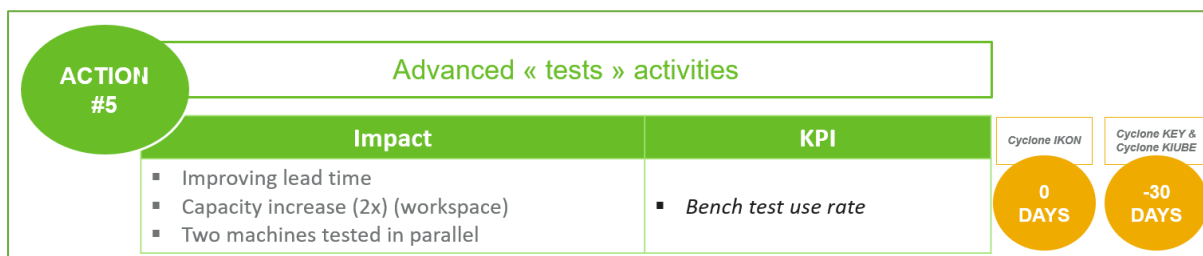 ACTION
#5
Advanced « tests » activities
Impact
KPI
▪ Improving lead time
▪ Capacity increase (2x) (workspace)
▪ Two machines tested in parallel
▪ Bench test use rate
Cyclone IKON
0
DAYS
Cyclone KEY &
Cyclone KIUBE
-30
DAYS